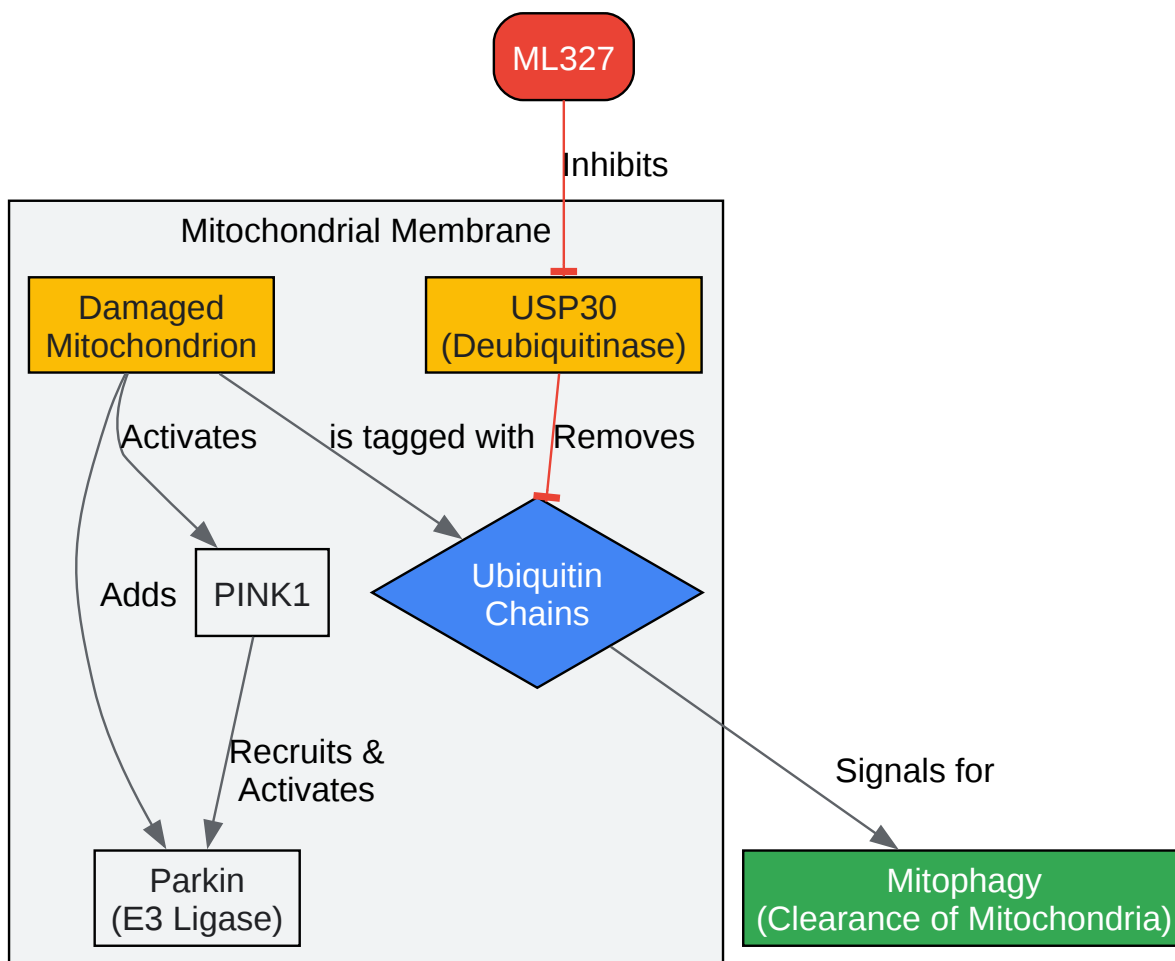 ML327
Inhibits
Mitochondrial Membrane
Damaged
Mitochondrion
USP30
(Deubiquitinase)
Activates
is tagged with
Removes
Adds
PINK1
Ubiquitin
Chains
Recruits &
Activates
Signals for
Parkin
(E3 Ligase)
Mitophagy
(Clearance of Mitochondria)